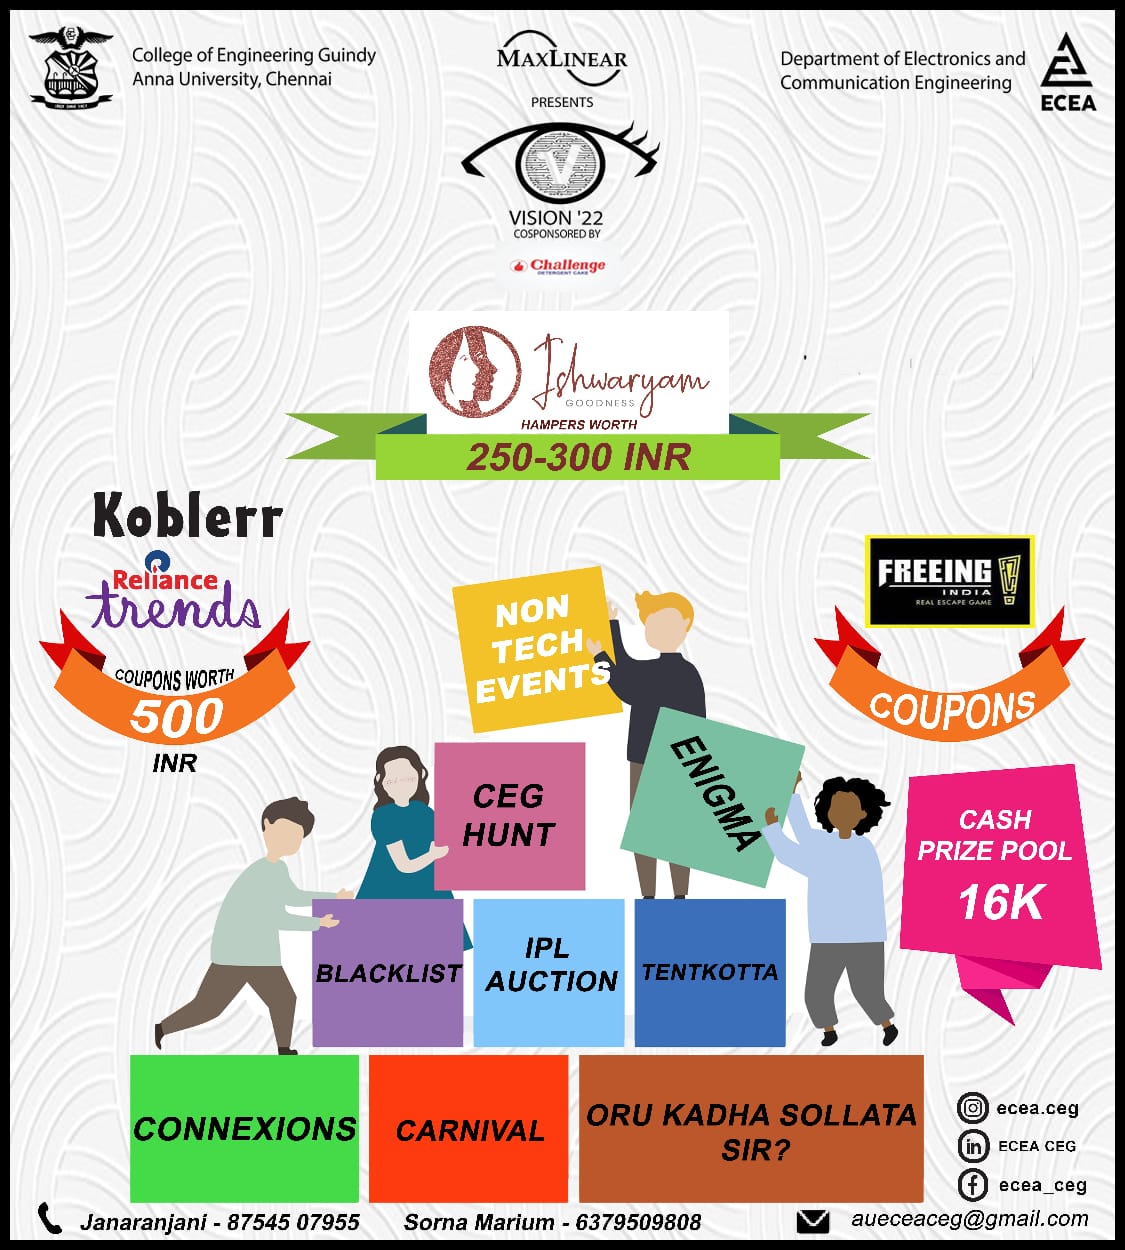 College of Engineering Guindy
Anna University, Chennai
MAXLINEAR
PRESENTS
Department of Electronics and
Communication Engineering
ECEA
V
VISION '22
COSPONSORED BY
Challenge
DETERGENT CAKE
Ishwaryam
GOODNESS
HAMPERS WORTH
250-300 INR
Koblerr
Reliance
trends
COUPONS WORTH
500
INR
FREEING
INDIA
REAL ESCAPE GAME
COUPONS
NON
TECH
EVENTS
CEG
HUNT
ENIGMA
CASH
PRIZE POOL
16K
BLACKLIST
IPL
AUCTION
TENTKOTTA
CONNEXIONS
CARNIVAL
ORU KADHA SOLLATA
SIR?
ecea.ceg
in ECEA CEG
f ecea_ceg
Janaranjani - 87545 07955
Sorna Marium - 6379509808
aueceaceg@gmail.com